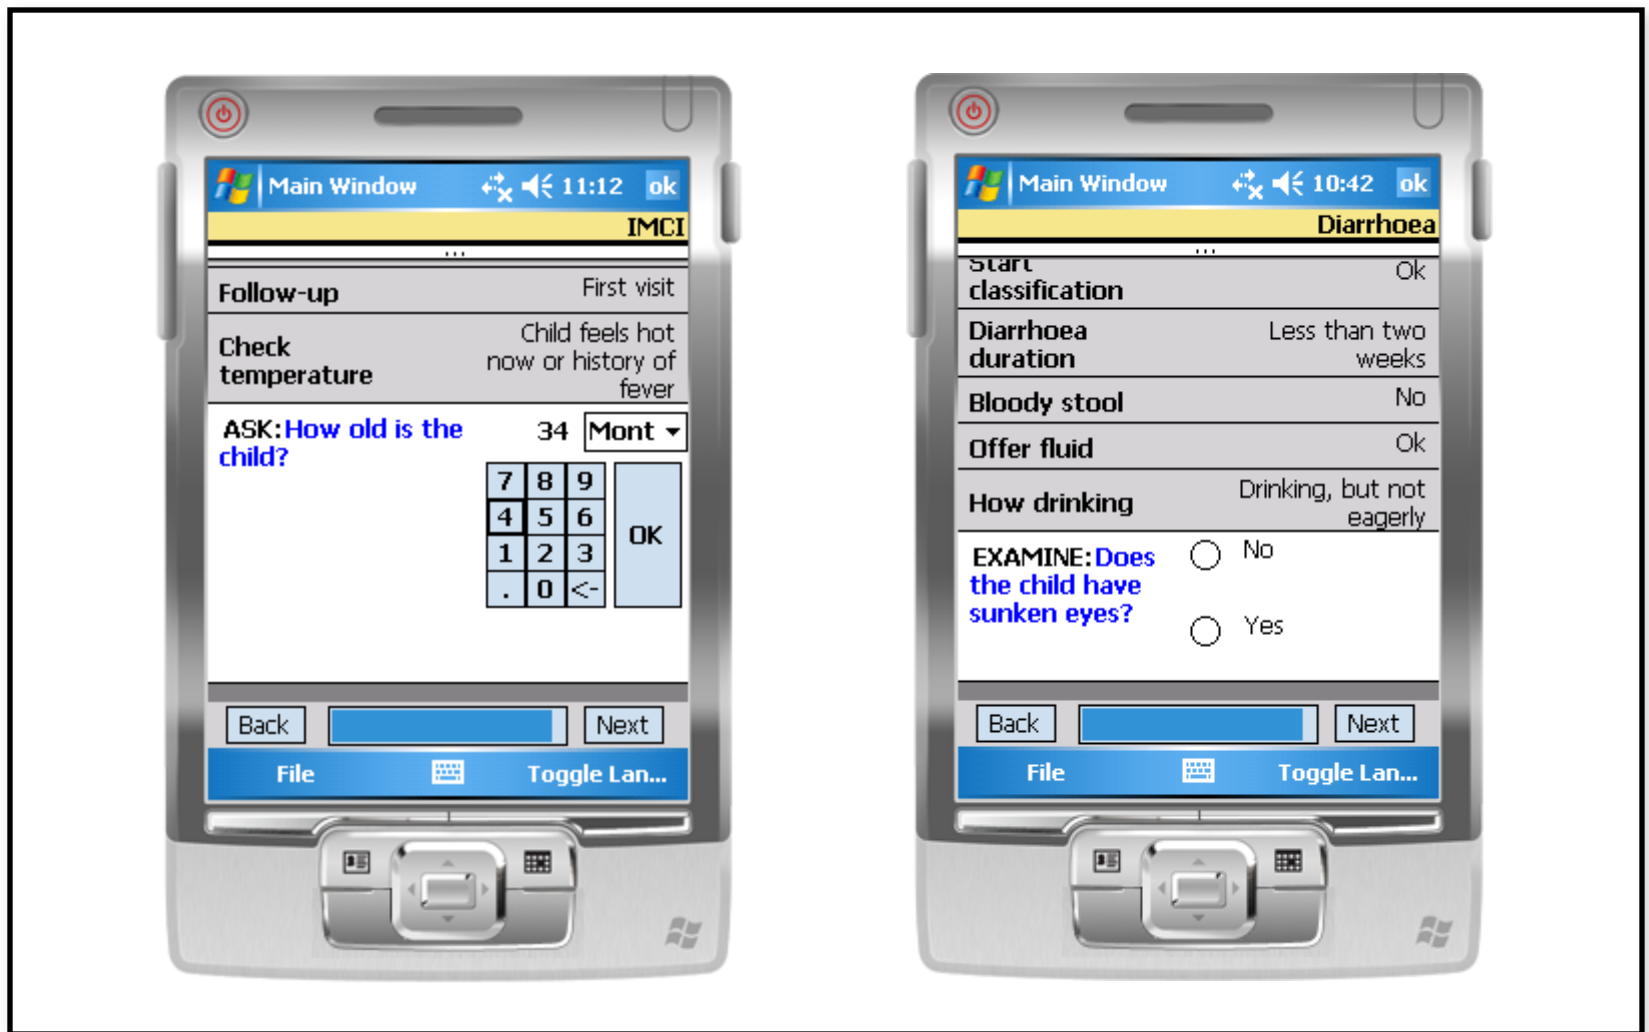 Main Window 11:12 ok
IMCI
...
Follow-up First visit
Check temperature Child feels hot
now or history of
fever
ASK:How old is the
child?
34 Mont
7 8 9
4 5 6
1 2 3
. 0 <-
OK
Back Next
File Toggle Lan...
Main Window 10:42 ok
Diarrhoea
...
Start
classification
Ok
Diarrhoea
duration
Less than two
weeks
Bloody stool No
Offer fluid Ok
How drinking
Drinking, but not
eagerly
EXAMINE:Does
the child have
sunken eyes?
No
Yes
Back Next
File Toggle Lan...